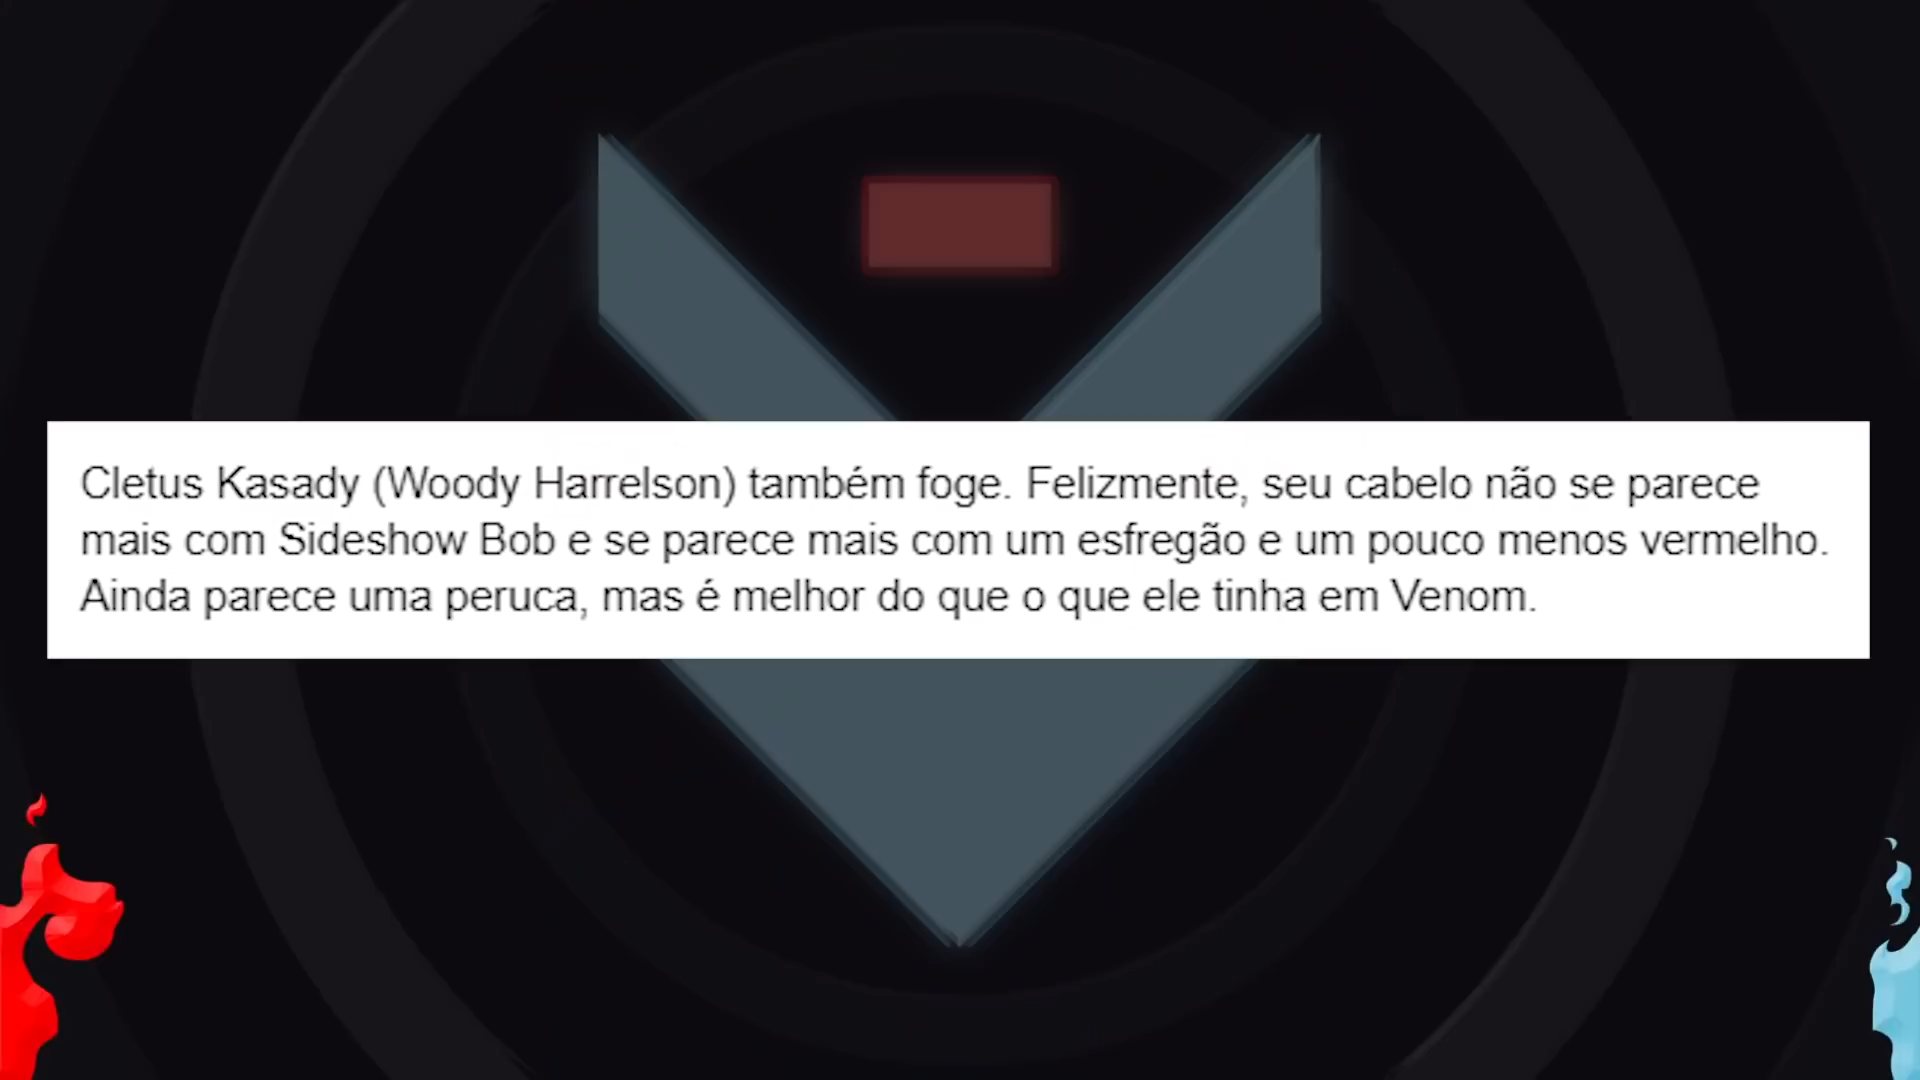 Cletus Kasady (Woody Harrelson) também foge. Felizmente, seu cabelo não se parece
mais com Sideshow Bob e se parece mais com um esfregão e um pouco menos vermelho.
Ainda parece uma peruca, mas é melhor do que o que ele tinha em Venom.